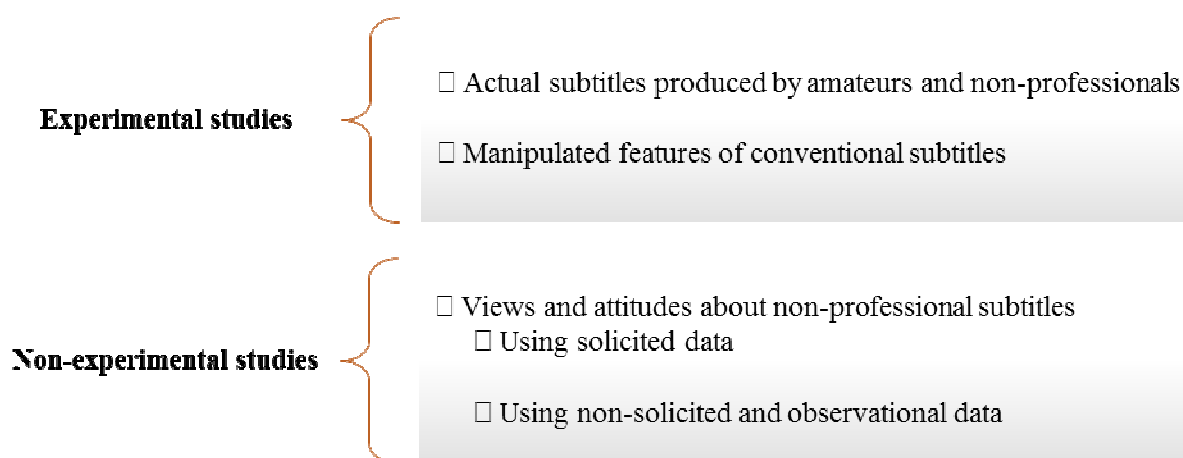 Experimental studies
□ Actual subtitles produced by amateurs and non-professionals
□ Manipulated features of conventional subtitles
Non-experimental studies
□ Views and attitudes about non-professional subtitles
□ Using solicited data
□ Using non-solicited and observational data